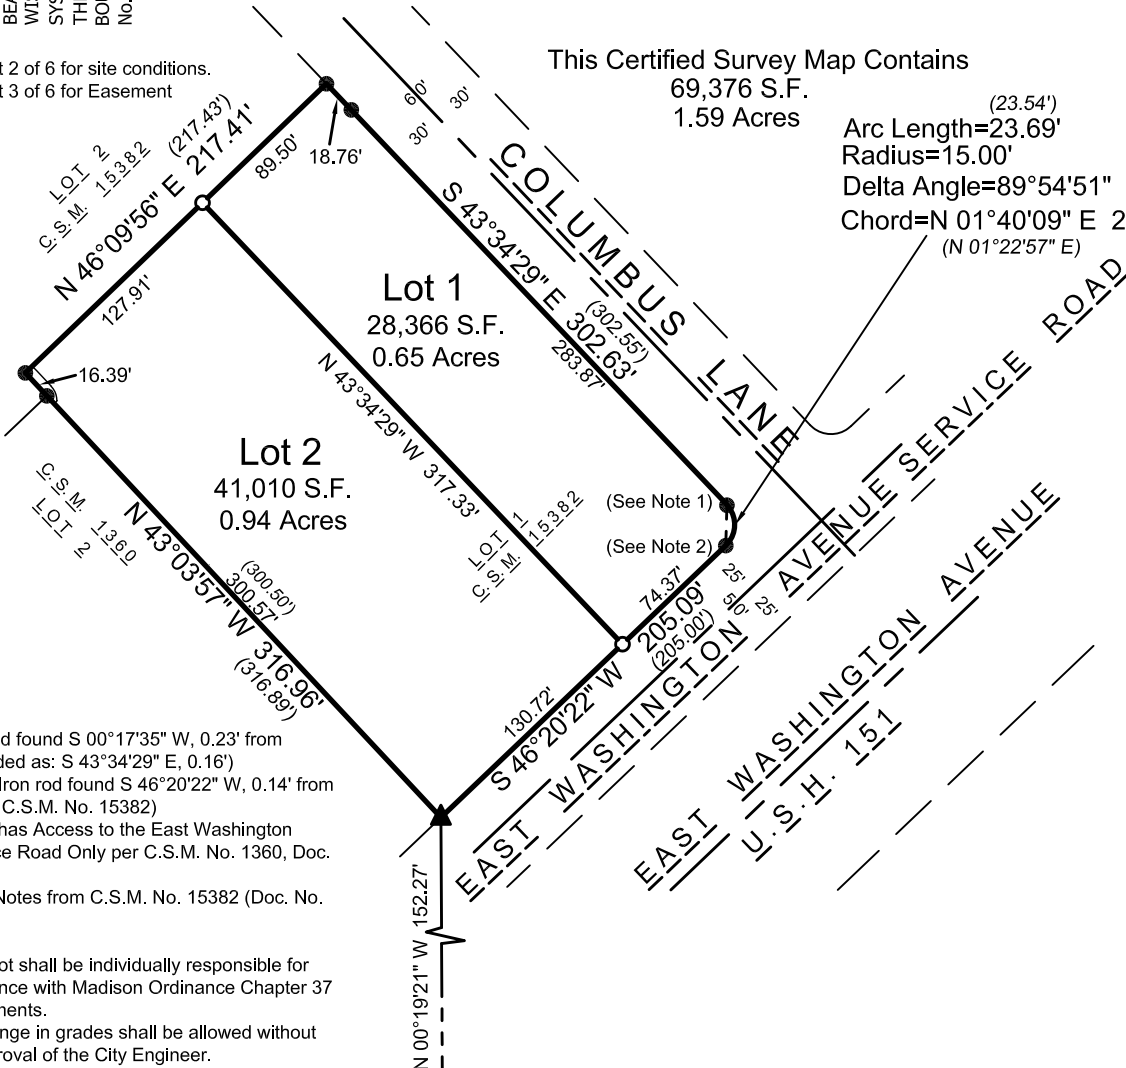 BEA
WIS
SYS
THE
BOU
No.
t 2 of 6 for site conditions.
t 3 of 6 for Easement
This Certified Survey Map Contains
69,376 S.F.
1.59 Acres
(23.54')
Arc Length=23.69'
Radius=15.00'
Delta Angle=89°54'51"
Chord=N 01°40'09" E 2
(N 01°22'57" E)
LOT 2
C.S.M. 15382
(217.43')
N 46°09'56" E 217.41'
89.50'
127.91'
18.76'
60'
30'
30'
COLUMBUS LANE
S 43°34'29" E 302.63'
(302.55')
283.87'
Lot 1
28,366 S.F.
0.65 Acres
N 43°34'29" W 317.33'
16.39'
Lot 2
41,010 S.F.
0.94 Acres
C.S.M. 1360
LOT 2
LOT 1
C.S.M. 15382
N 43°03'57" W 316.96'
(300.50')
300.57'
(316.89')
(See Note 1)
(See Note 2)
25'
50'
25'
74.37'
S 46°20'22" W 205.09'
(205.00')
130.72'
EAST WASHINGTON AVENUE SERVICE ROAD
EAST WASHINGTON AVENUE
U.S.H. 151
N 00°19'21" W 152.27'
d found S 00°17'35" W, 0.23' from
ded as: S 43°34'29" E, 0.16')
Iron rod found S 46°20'22" W, 0.14' from
C.S.M. No. 15382)
has Access to the East Washington
ce Road Only per C.S.M. No. 1360, Doc.
Notes from C.S.M. No. 15382 (Doc. No.
ot shall be individually responsible for
nce with Madison Ordinance Chapter 37
ments.
nge in grades shall be allowed without
roval of the City Engineer.